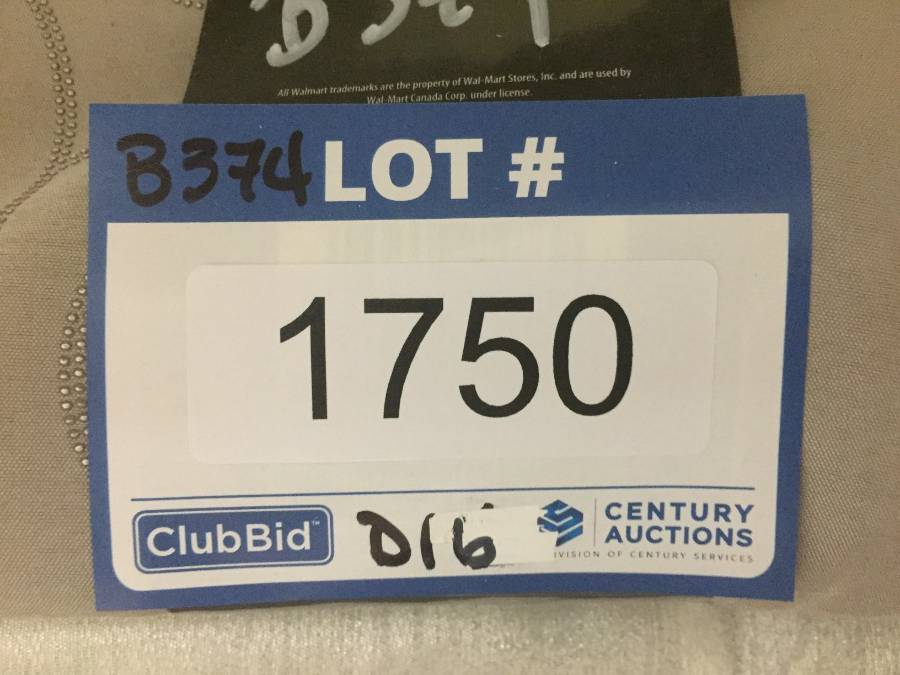 All Walmart trademarks are the property of Wal-Mart Stores, Inc. and are used by
Wal-Mart Canada Corp. under license.
B374 LOT #
1750
ClubBid™ D16 CENTURY
AUCTIONS
DIVISION OF CENTURY SERVICES